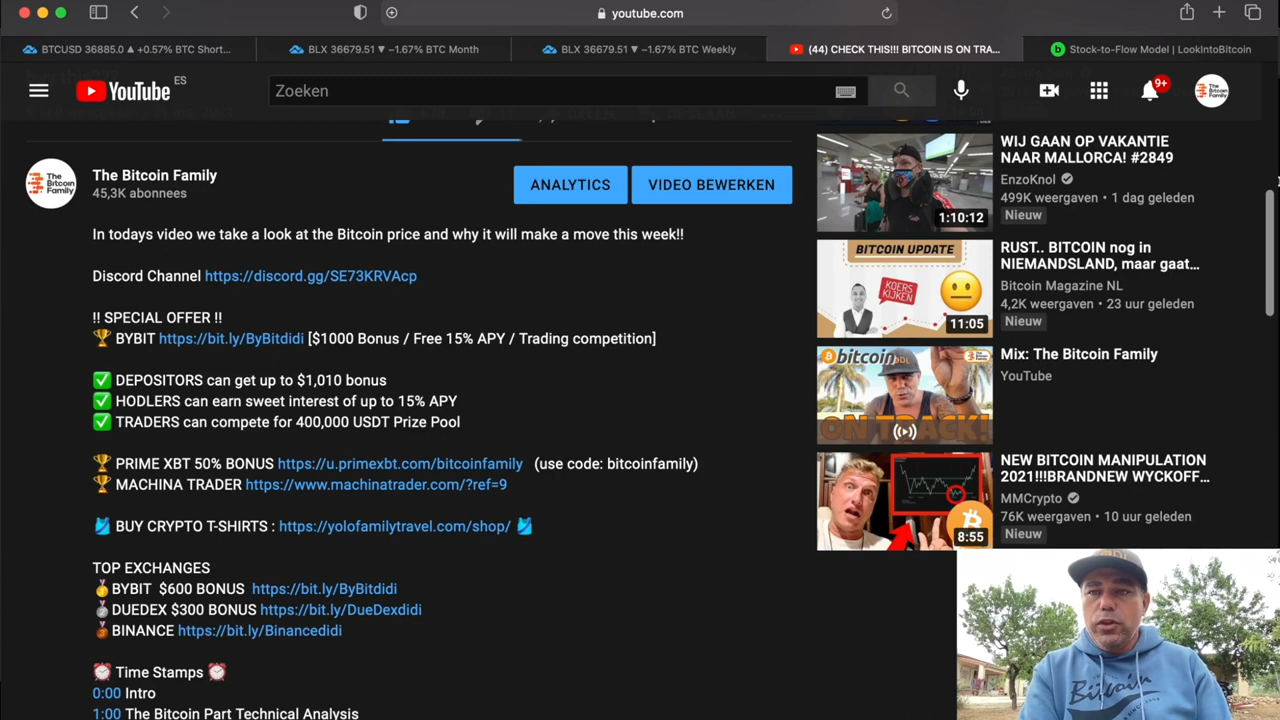 youtube.com
BTCUSD 36885.0 ▲ +0.57% BTC Short...
BLX 36679.51 ▼ −1.67% BTC Month
BLX 36679.51 ▼ −1.67% BTC Weekly
(44) CHECK THIS!!! BITCOIN IS ON TRA...
Stock-to-Flow Model | LookIntoBitcoin
YouTube ES
Zoeken
9+
The Bitcoin Family
The Bitcoin Family
The Bitcoin Family
45,3K abonnees
ANALYTICS
VIDEO BEWERKEN
In todays video we take a look at the Bitcoin price and why it will make a move this week!!
Discord Channel https://discord.gg/SE73KRVAcp
!! SPECIAL OFFER !!
🏆 BYBIT https://bit.ly/ByBitdidi [$1000 Bonus / Free 15% APY / Trading competition]
✅ DEPOSITORS can get up to $1,010 bonus
✅ HODLERS can earn sweet interest of up to 15% APY
✅ TRADERS can compete for 400,000 USDT Prize Pool
🏆 PRIME XBT 50% BONUS https://u.primexbt.com/bitcoinfamily (use code: bitcoinfamily)
🏆 MACHINA TRADER https://www.machinatrader.com/?ref=9
🎽 BUY CRYPTO T-SHIRTS : https://yolofamilytravel.com/shop/ 🎽
TOP EXCHANGES
🥇BYBIT $600 BONUS https://bit.ly/ByBitdidi
🥈DUEDEX $300 BONUS https://bit.ly/DueDexdidi
🥉BINANCE https://bit.ly/Binancedidi
⏰ Time Stamps ⏰
0:00 Intro
1:00 The Bitcoin Part Technical Analysis
1:10:12
WIJ GAAN OP VAKANTIE
NAAR MALLORCA! #2849
EnzoKnol
499K weergaven • 1 dag geleden
Nieuw
BITCOIN UPDATE
KOERS
KIJKEN
11:05
RUST.. BITCOIN nog in
NIEMANDSLAND, maar gaat...
Bitcoin Magazine NL
4,2K weergaven • 23 uur geleden
Nieuw
bitcoin
ON TRACK!
Mix: The Bitcoin Family
YouTube
8:55
NEW BITCOIN MANIPULATION
2021!!!BRANDNEW WYCKOFF...
MMCrypto
76K weergaven • 10 uur geleden
Nieuw
Bitcoin